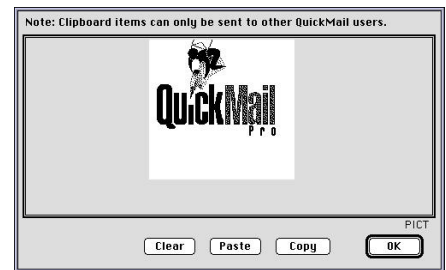 Note: Clipboard items can only be sent to other QuickMail users.
QuickMail
Pro
PICT
Clear Paste Copy OK